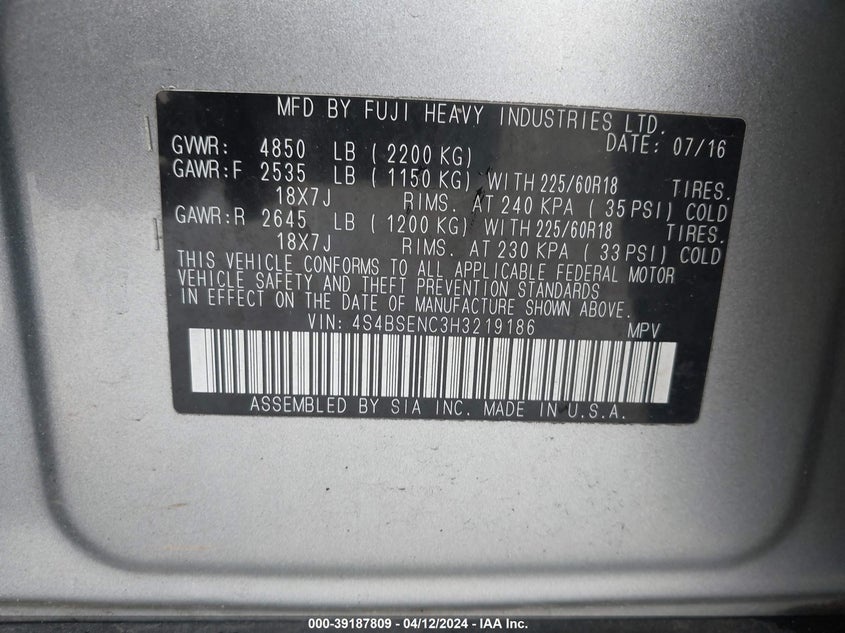 MFD BY FUJI HEAVY INDUSTRIES LTD.
DATE: 07/16
GVWR: 4850 LB ( 2200 KG)
GAWR:F 2535 LB ( 1150 KG) WITH 225/60R18 TIRES.
18X7J RIMS. AT 240 KPA ( 35 PSI) COLD
GAWR:R 2645 LB ( 1200 KG) WITH 225/60R18 TIRES.
18X7J RIMS. AT 230 KPA ( 33 PSI) COLD
THIS VEHICLE CONFORMS TO ALL APPLICABLE FEDERAL MOTOR
VEHICLE SAFETY AND THEFT PREVENTION STANDARDS
IN EFFECT ON THE DATE OF MANUFACTURE SHOWN ABOVE.
VIN: 4S4BSENC3H3219186 MPV
ASSEMBLED BY SIA INC. MADE IN U.S.A.
000-39187809 - 04/12/2024 - IAA Inc.